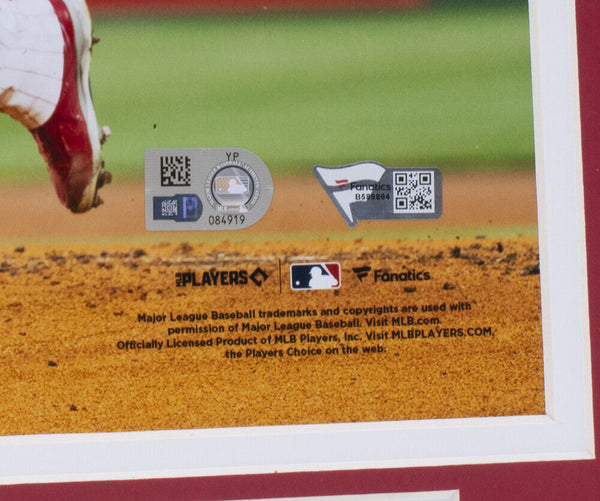 YP
084919
Fanatics
B589864
MLB PLAYERS
Fanatics
Major League Baseball trademarks and copyrights are used with
permission of Major League Baseball. Visit MLB.com.
Officially Licensed Product of MLB Players, Inc. Visit MLBPLAYERS.COM,
the Players Choice on the web.